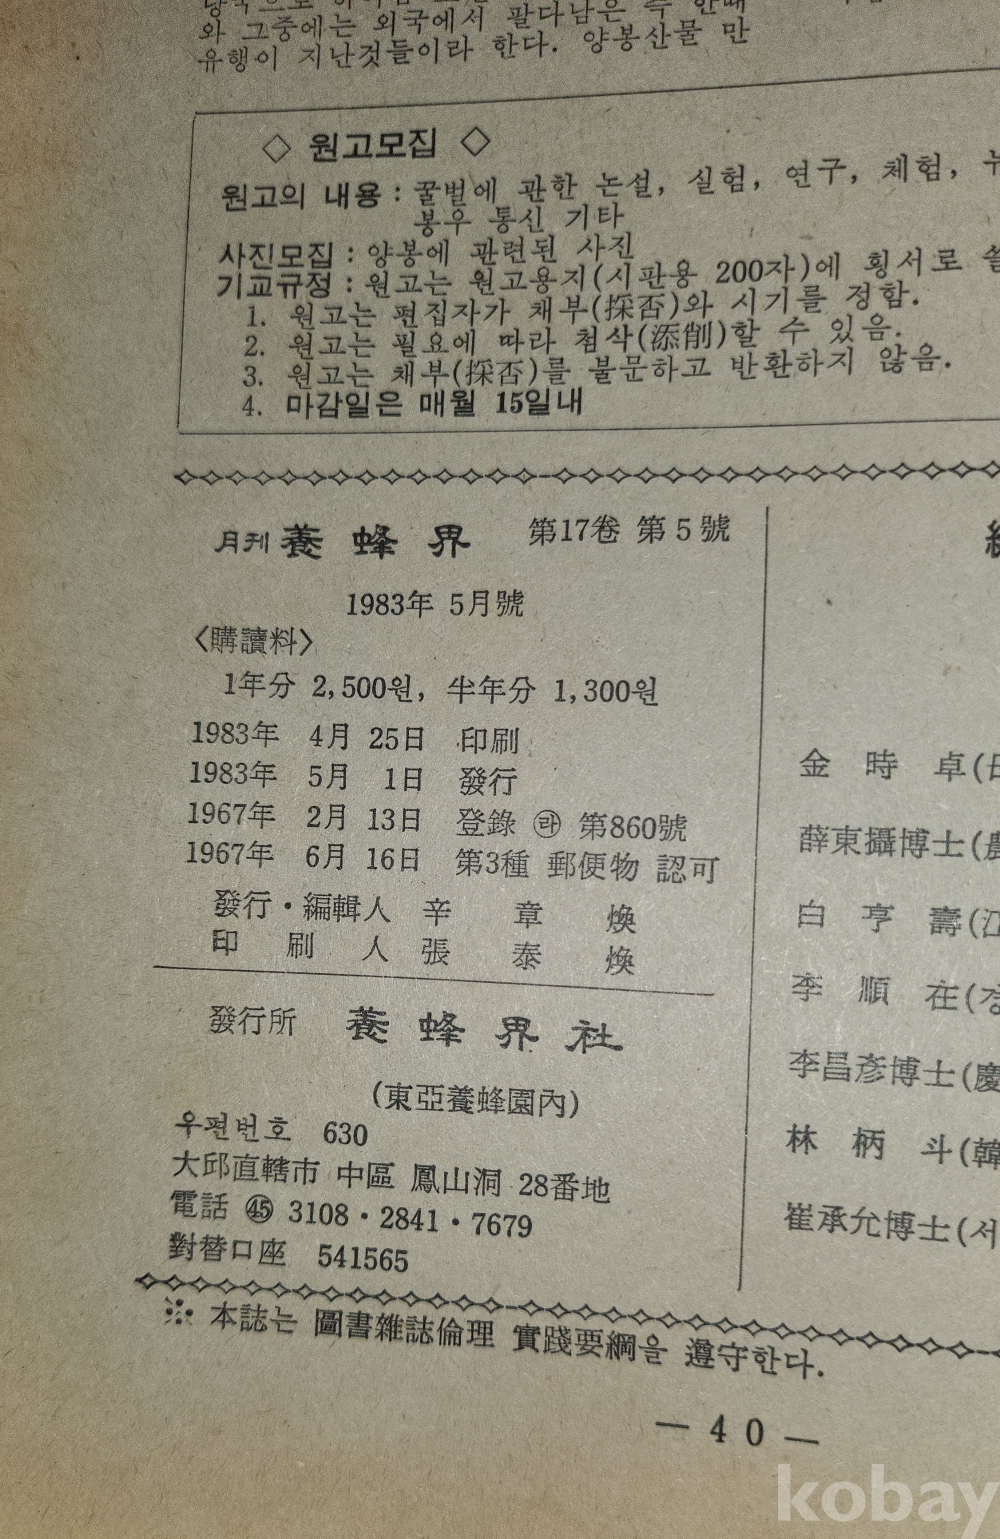 와 그중에는 외국에서 팔다남은 즉 한때
유행이 지난것들이라 한다. 양봉산물 만
◇ 원고모집 ◇
원고의 내용 : 꿀벌에 관한 논설, 실험, 연구, 체험,
봉우 통신 기타
사진모집 : 양봉에 관련된 사진
기교규정 : 원고는 원고용지(시판용 200자)에 횡서로
1. 원고는 편집자가 채부(採否)와 시기를 정함.
2. 원고는 필요에 따라 첨삭(添削)할 수 있음.
3. 원고는 채부(採否)를 불문하고 반환하지 않음.
4. 마감일은 매월 15일내
月刊 養蜂界 第17卷 第5號
1983年 5月號
〈購讀料〉
1年分 2,500원, 半年分 1,300원
1983年 4月 25日 印刷
1983年 5月 1日 發行
1967年 2月 13日 登錄 ㉱ 第860號
1967年 6月 16日 第3種 郵便物 認可
發行・編輯人 辛章煥
印刷人 張泰煥
發行所 養蜂界社
(東亞養蜂園內)
우편번호 630
大邱直轄市 中區 鳳山洞 28番地
電話 ㊺ 3108・2841・7679
對替口座 541565
金時卓(
薛東攝博士(農
白亨壽(江
李順在(경
李昌彦博士(慶
林柄斗(韓
崔承允博士(서
※ 本誌는 圖書雜誌倫理 實踐要綱을 遵守한다.
— 40 —
kobay